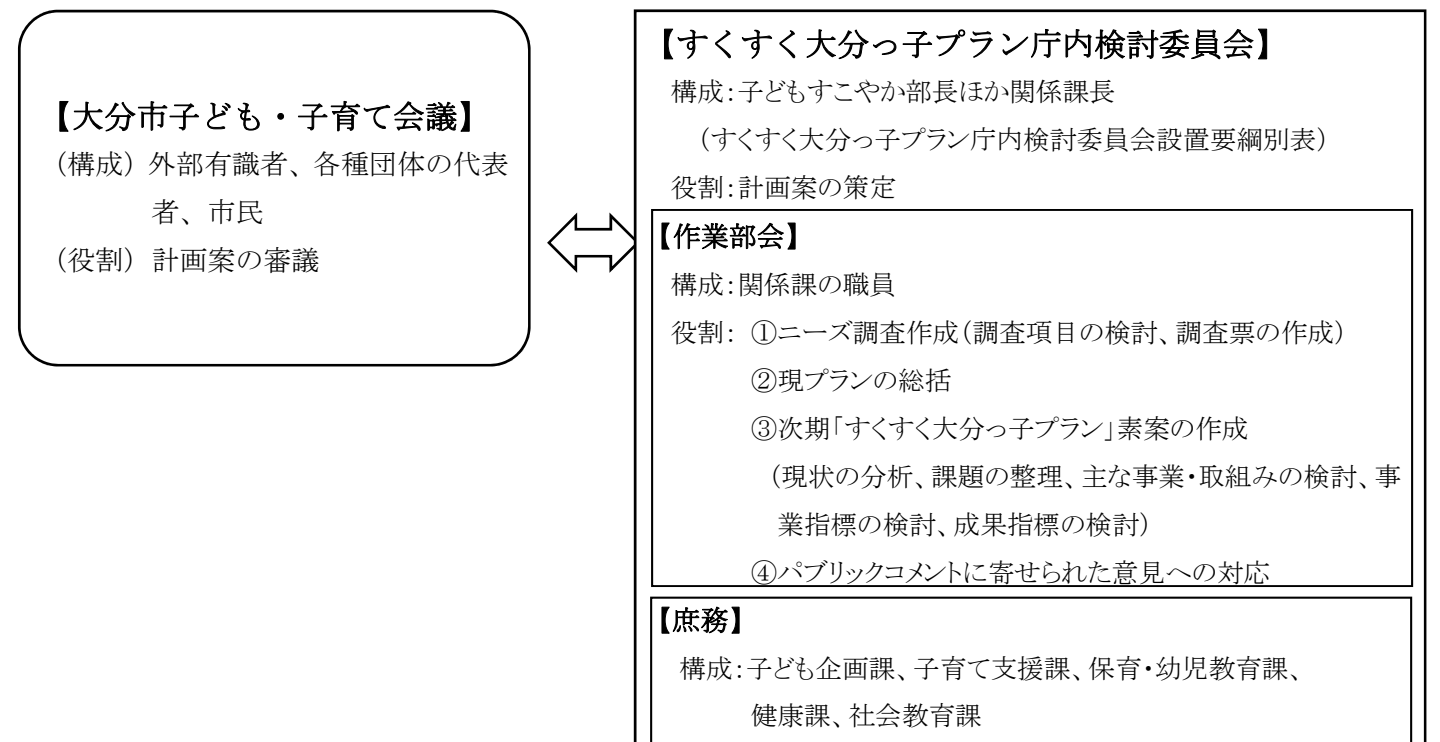 【大分市子ども・子育て会議】
（構成）外部有識者、各種団体の代表
者、市民
（役割）計画案の審議
【すくすく大分っ子プラン庁内検討委員会】
構成：子どもすこやか部長ほか関係課長
（すくすく大分っ子プラン庁内検討委員会設置要綱別表）
役割：計画案の策定
【作業部会】
構成：関係課の職員
役割： ①ニーズ調査作成（調査項目の検討、調査票の作成）
②現プランの総括
③次期「すくすく大分っ子プラン」素案の作成
（現状の分析、課題の整理、主な事業・取組みの検討、事
業指標の検討、成果指標の検討）
④パブリックコメントに寄せられた意見への対応
【庶務】
構成：子ども企画課、子育て支援課、保育・幼児教育課、
健康課、社会教育課